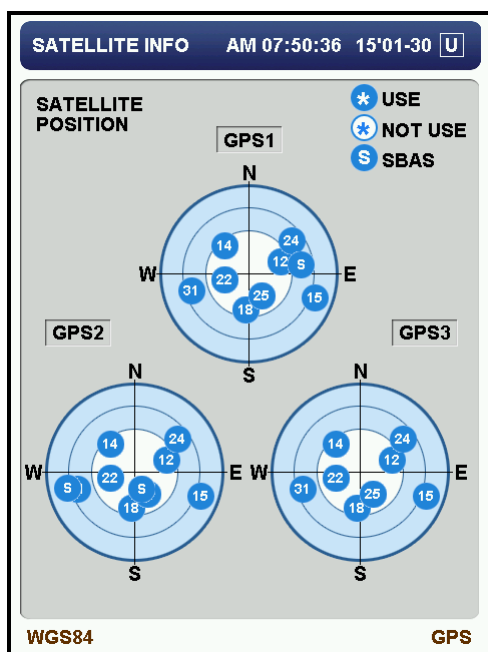 SATELLITE INFO AM 07:50:36 15'01-30 U
SATELLITE
POSITION
* USE
* NOT USE
S SBAS
GPS1
N
24
14
12 S
W E
22
31 25 15
18
S
GPS2
N
24
14
12
W E
22
S S 15
18
S
GPS3
N
24
14
12
W E
22
31 25 15
18
S
WGS84 GPS